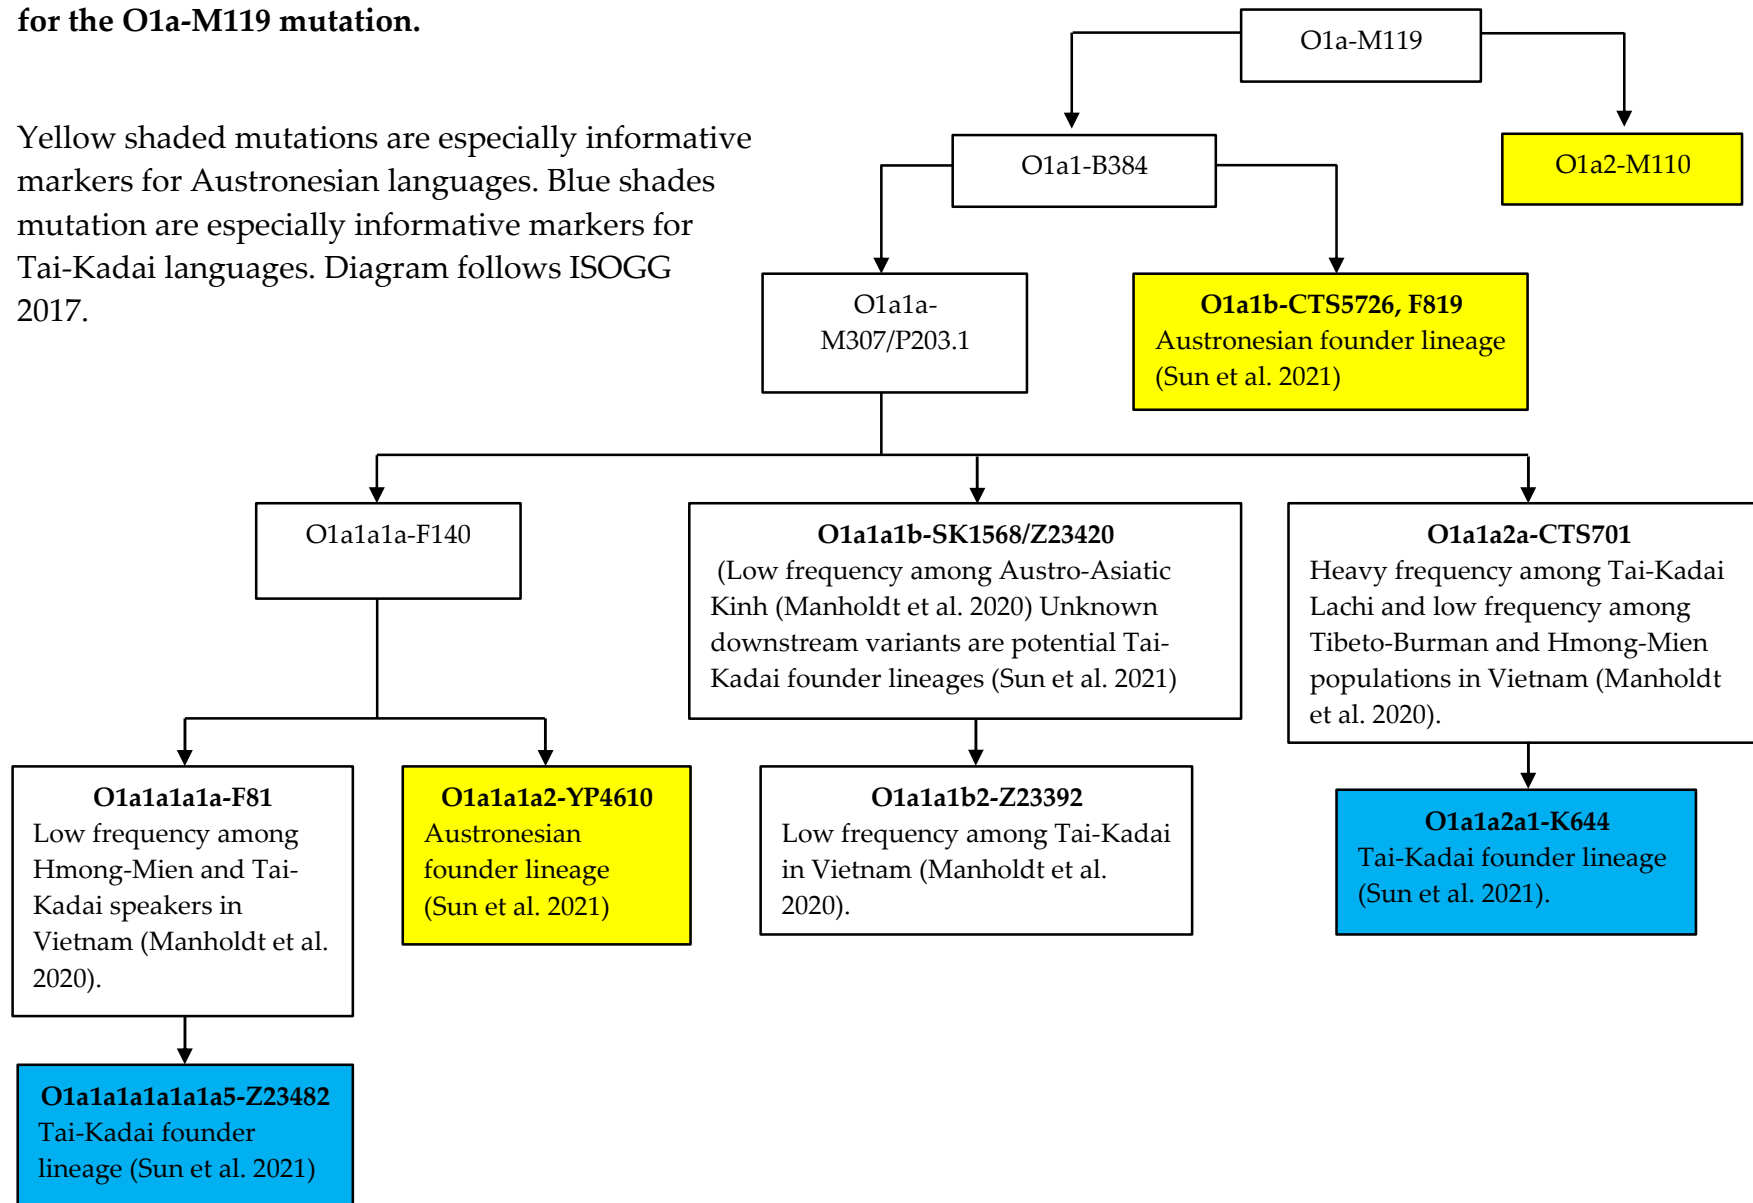 for the O1a-M119 mutation.
Yellow shaded mutations are especially informative
markers for Austronesian languages. Blue shades
mutation are especially informative markers for
Tai-Kadai languages. Diagram follows ISOGG
2017.
O1a-M119
O1a1-B384
O1a2-M110
O1a1a-
M307/P203.1
O1a1b-CTS5726, F819
Austronesian founder lineage
(Sun et al. 2021)
O1a1a1a-F140
O1a1a1b-SK1568/Z23420
(Low frequency among Austro-Asiatic
Kinh (Manholdt et al. 2020) Unknown
downstream variants are potential Tai-
Kadai founder lineages (Sun et al. 2021)
O1a1a2a-CTS701
Heavy frequency among Tai-Kadai
Lachi and low frequency among
Tibeto-Burman and Hmong-Mien
populations in Vietnam (Manholdt
et al. 2020).
O1a1a1a1a-F81
Low frequency among
Hmong-Mien and Tai-
Kadai speakers in
Vietnam (Manholdt et al.
2020).
O1a1a1a2-YP4610
Austronesian
founder lineage
(Sun et al. 2021)
O1a1a1b2-Z23392
Low frequency among Tai-Kadai
in Vietnam (Manholdt et al.
2020).
O1a1a2a1-K644
Tai-Kadai founder lineage
(Sun et al. 2021).
O1a1a1a1a1a1a5-Z23482
Tai-Kadai founder
lineage (Sun et al. 2021)